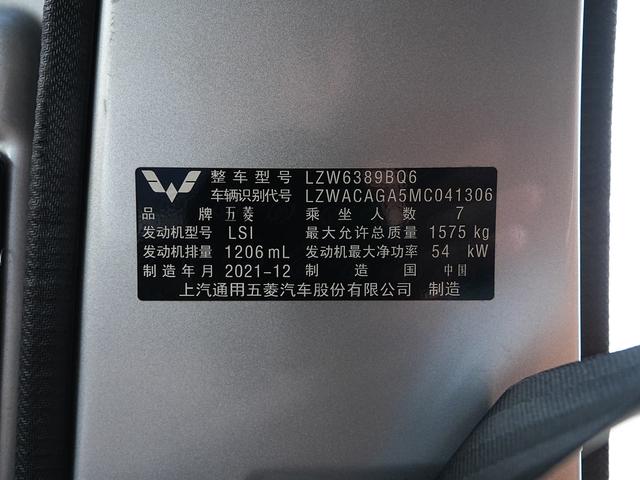 整车型号 LZW6389BQ6
车辆识别代号 LZWACAGA5MC041306
品牌 五菱 乘坐人数 7
发动机型号 LSI 最大允许总质量 1575 kg
发动机排量 1206 mL 发动机最大净功率 54 kW
制造年月 2021-12 制造国 中国
上汽通用五菱汽车股份有限公司 制造